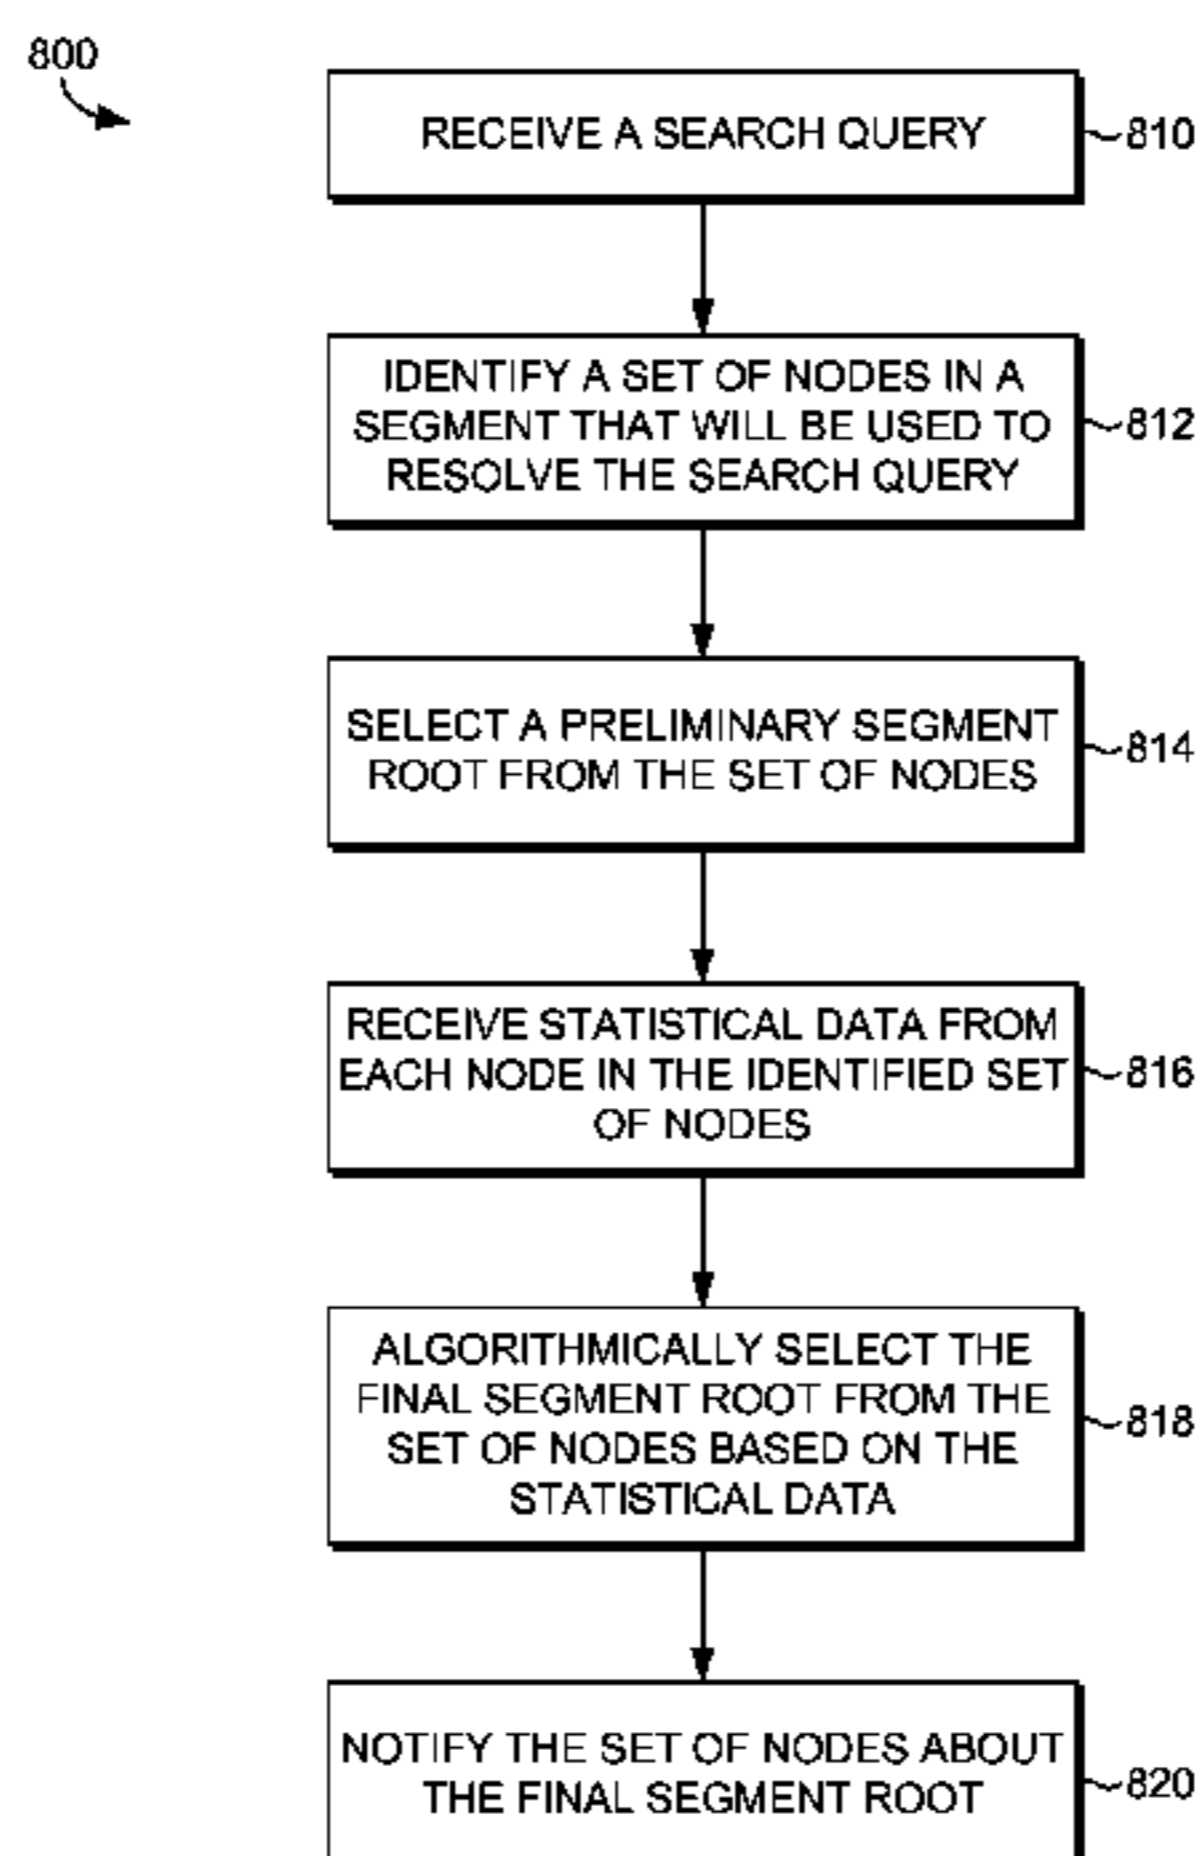 800
RECEIVE A SEARCH QUERY
810
IDENTIFY A SET OF NODES IN A
SEGMENT THAT WILL BE USED TO
RESOLVE THE SEARCH QUERY
812
SELECT A PRELIMINARY SEGMENT
ROOT FROM THE SET OF NODES
814
RECEIVE STATISTICAL DATA FROM
EACH NODE IN THE IDENTIFIED SET
OF NODES
816
ALGORITHMICALLY SELECT THE
FINAL SEGMENT ROOT FROM THE
SET OF NODES BASED ON THE
STATISTICAL DATA
818
NOTIFY THE SET OF NODES ABOUT
THE FINAL SEGMENT ROOT
820